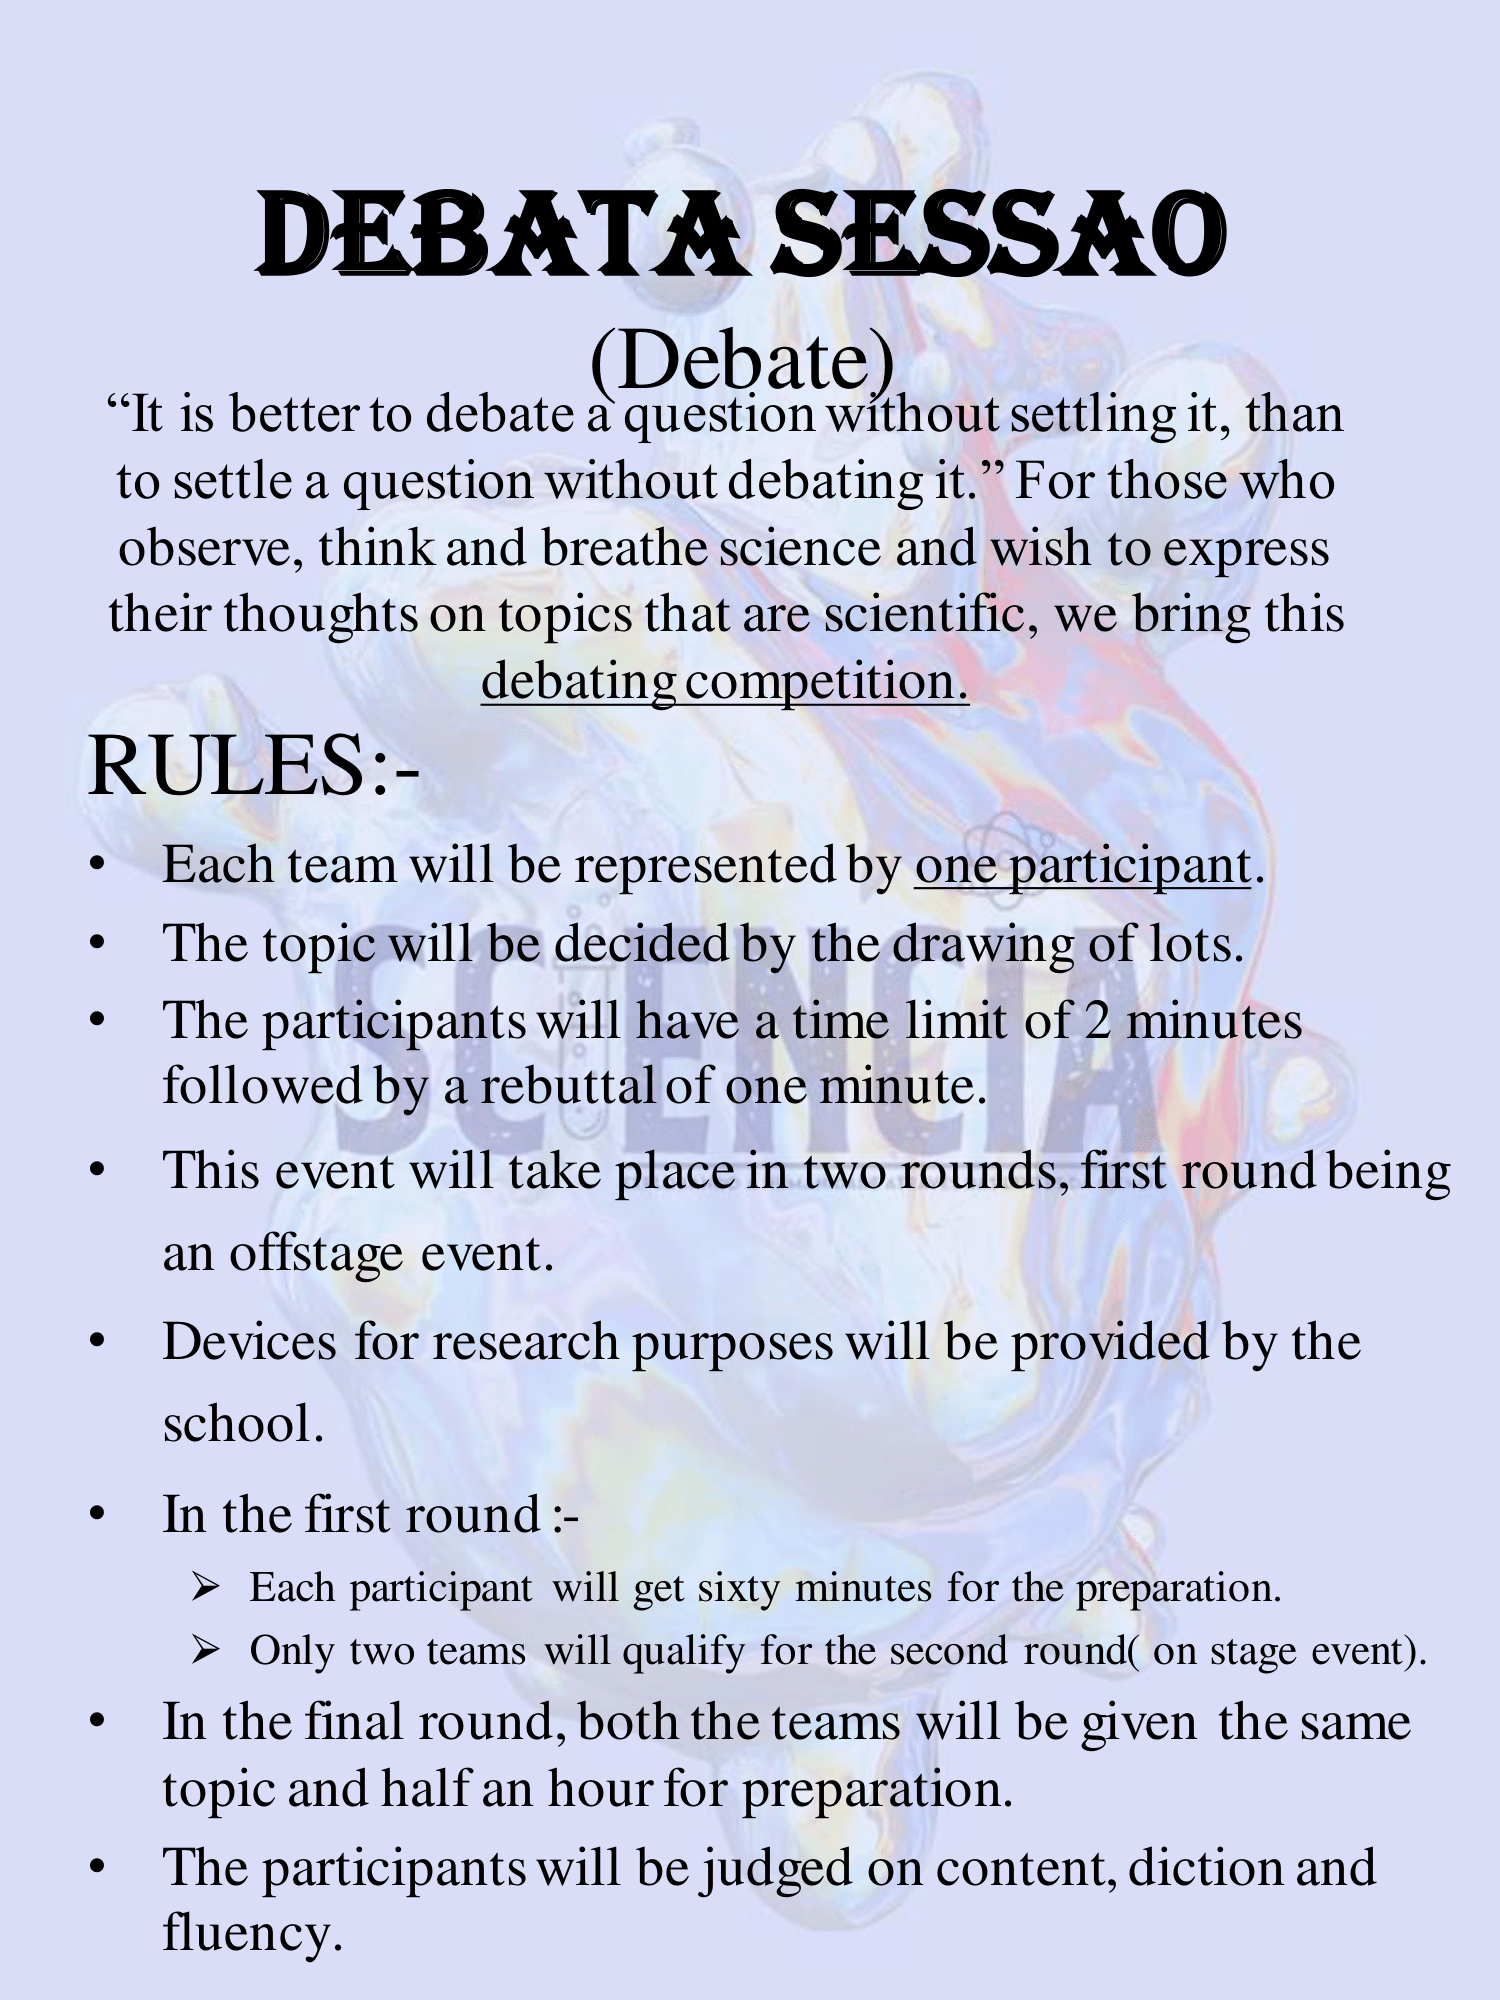 DEBATA SESSAO
(Debate)
“It is better to debate a question without settling it, than
to settle a question without debating it.” For those who
observe, think and breathe science and wish to express
their thoughts on topics that are scientific, we bring this
debating competition.
RULES:-
• Each team will be represented by one participant.
• The topic will be decided by the drawing of lots.
• The participants will have a time limit of 2 minutes
followed by a rebuttal of one minute.
• This event will take place in two rounds, first round being
an offstage event.
• Devices for research purposes will be provided by the
school.
• In the first round :-
➢ Each participant will get sixty minutes for the preparation.
➢ Only two teams will qualify for the second round( on stage event).
• In the final round, both the teams will be given the same
topic and half an hour for preparation.
• The participants will be judged on content, diction and
fluency.
SCIENCIA